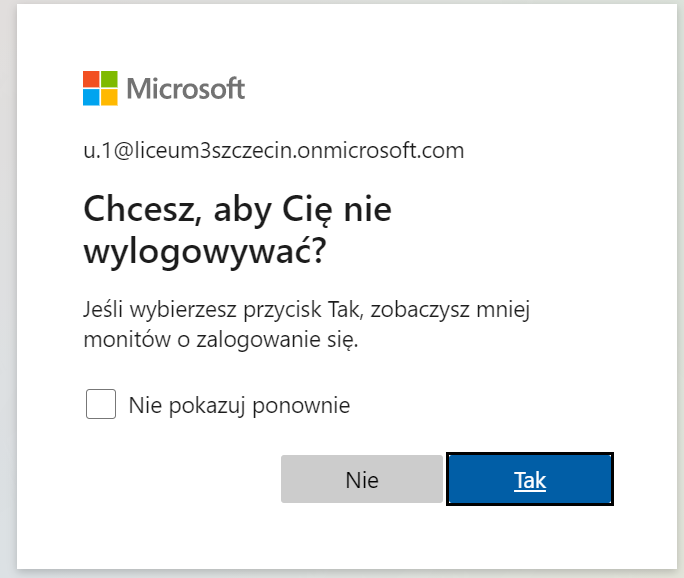 Microsoft
u.1@liceum3szczecin.onmicrosoft.com
Chcesz, aby Cię nie
wylogowywać?
Jeśli wybierzesz przycisk Tak, zobaczysz mniej
monitów o zalogowanie się.
Nie pokazuj ponownie
Nie
Tak